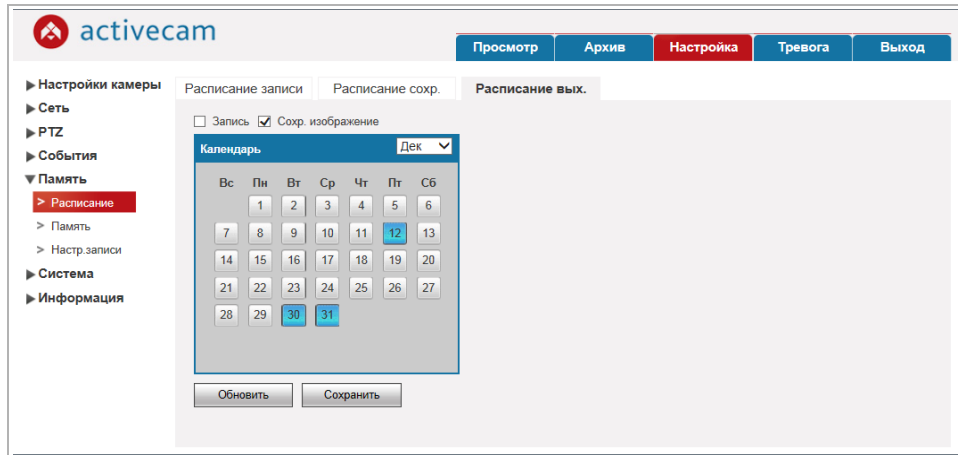 activecam
Просмотр Архив Настройка Тревога Выход
Настройки камеры
Сеть
PTZ
События
Память
> Расписание
> Память
> Настр.записи
Система
Информация
Расписание записи Расписание сохр. Расписание вых.
Запись Сохр. изображение
Календарь Дек
Вс Пн Вт Ср Чт Пт Сб
1 2 3 4 5 6
7 8 9 10 11 12 13
14 15 16 17 18 19 20
21 22 23 24 25 26 27
28 29 30 31
Обновить Сохранить